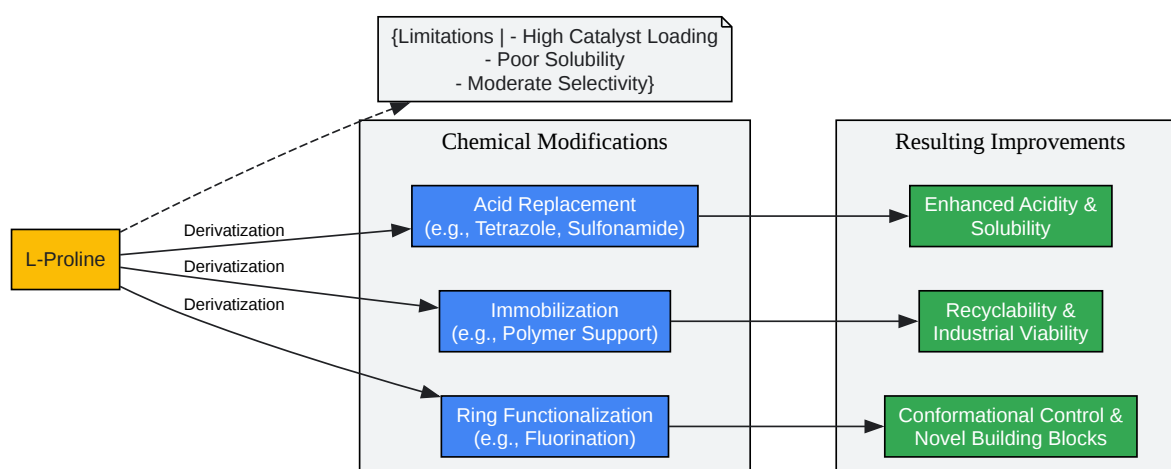 {Limitations | - High Catalyst Loading
- Poor Solubility
- Moderate Selectivity}
Chemical Modifications
Resulting Improvements
L-Proline
Derivatization
Derivatization
Derivatization
Acid Replacement
(e.g., Tetrazole, Sulfonamide)
Enhanced Acidity &
Solubility
Immobilization
(e.g., Polymer Support)
Recyclability &
Industrial Viability
Ring Functionalization
(e.g., Fluorination)
Conformational Control &
Novel Building Blocks